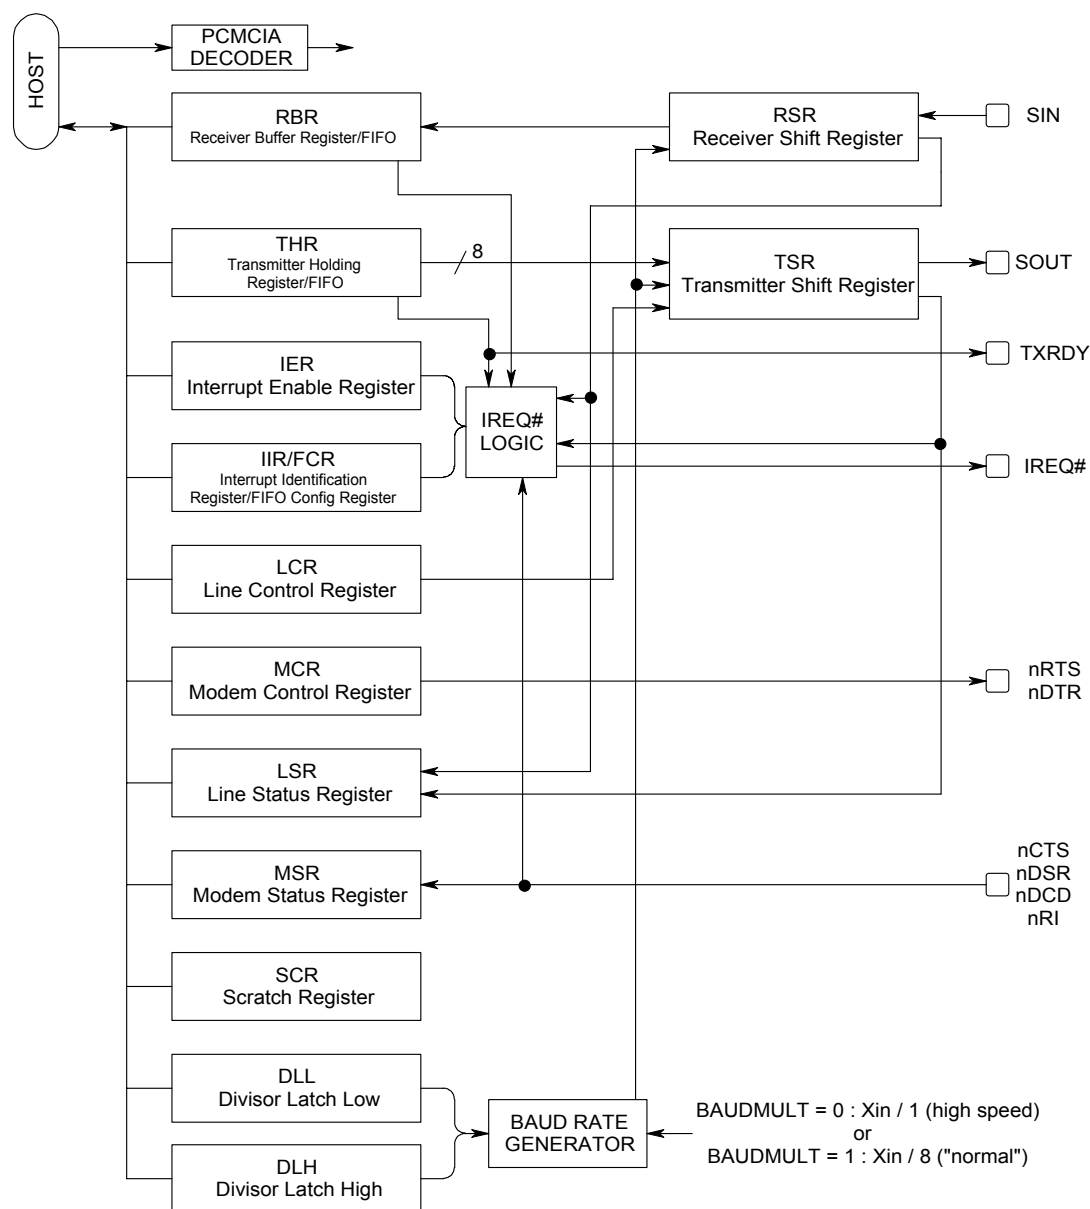 HOST
PCMCIA
DECODER
RBR
Receiver Buffer Register/FIFO
RSR
Receiver Shift Register
SIN
THR
Transmitter Holding
Register/FIFO
8
TSR
Transmitter Shift Register
SOUT
TXRDY
IER
Interrupt Enable Register
IREQ#
LOGIC
IIR/FCR
Interrupt Identification
Register/FIFO Config Register
IREQ#
LCR
Line Control Register
MCR
Modem Control Register
nRTS
nDTR
LSR
Line Status Register
MSR
Modem Status Register
nCTS
nDSR
nDCD
nRI
SCR
Scratch Register
DLL
Divisor Latch Low
BAUD RATE
GENERATOR
BAUDMULT = 0 : Xin / 1 (high speed)
or
BAUDMULT = 1 : Xin / 8 ("normal")
DLH
Divisor Latch High